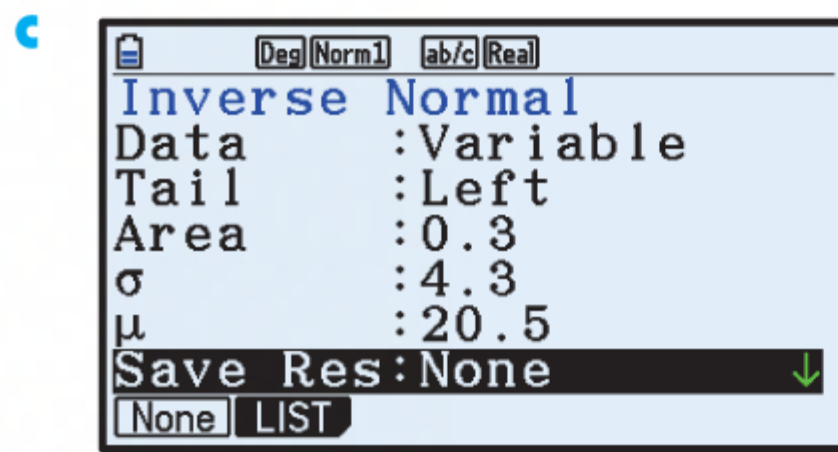 c
Deg Norm1 ab/c Real
Inverse Normal
Data :Variable
Tail :Left
Area :0.3
σ :4.3
μ :20.5
Save Res:None ↓
None LIST